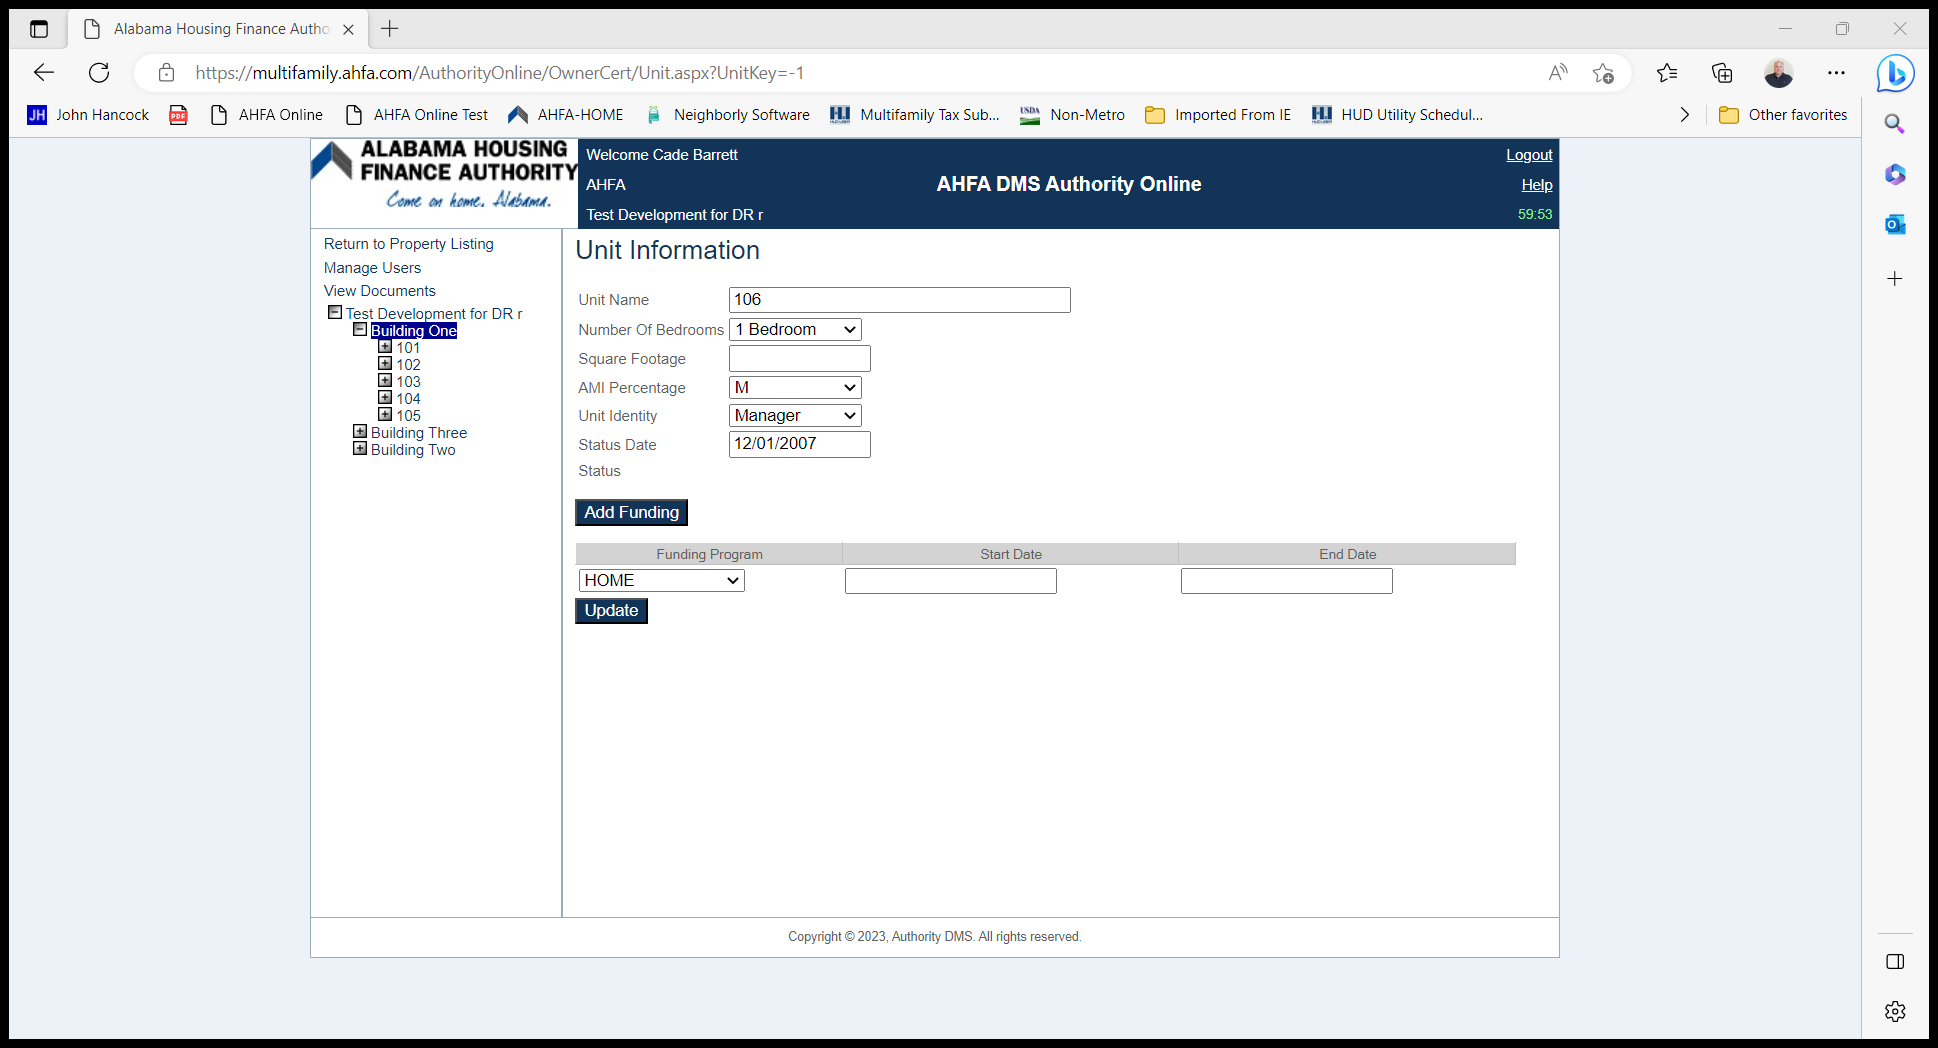 Alabama Housing Finance Autho
https://multifamily.ahfa.com/AuthorityOnline/OwnerCert/Unit.aspx?UnitKey=-1
JH John Hancock PDF AHFA Online AHFA Online Test AHFA-HOME Neighborly Software Multifamily Tax Sub... USDA Non-Metro Imported From IE HUD Utility Schedul... Other favorites
ALABAMA HOUSING
FINANCE AUTHORITY
Come on home. Alabama.
Welcome Cade Barrett Logout
AHFA AHFA DMS Authority Online Help
Test Development for DR r 59:53
Return to Property Listing
Manage Users
View Documents
Test Development for DR r
Building One
101
102
103
104
105
Building Three
Building Two
Unit Information
Unit Name 106
Number Of Bedrooms 1 Bedroom
Square Footage
AMI Percentage M
Unit Identity Manager
Status Date 12/01/2007
Status
Add Funding
Funding Program Start Date End Date
HOME
Update
Copyright © 2023, Authority DMS. All rights reserved.